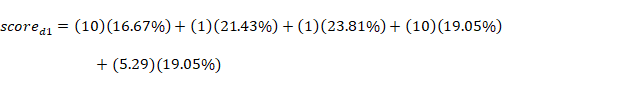 score_d1 = (10)(16.67%) + (1)(21.43%) + (1)(23.81%) + (10)(19.05%)
+ (5.29)(19.05%)